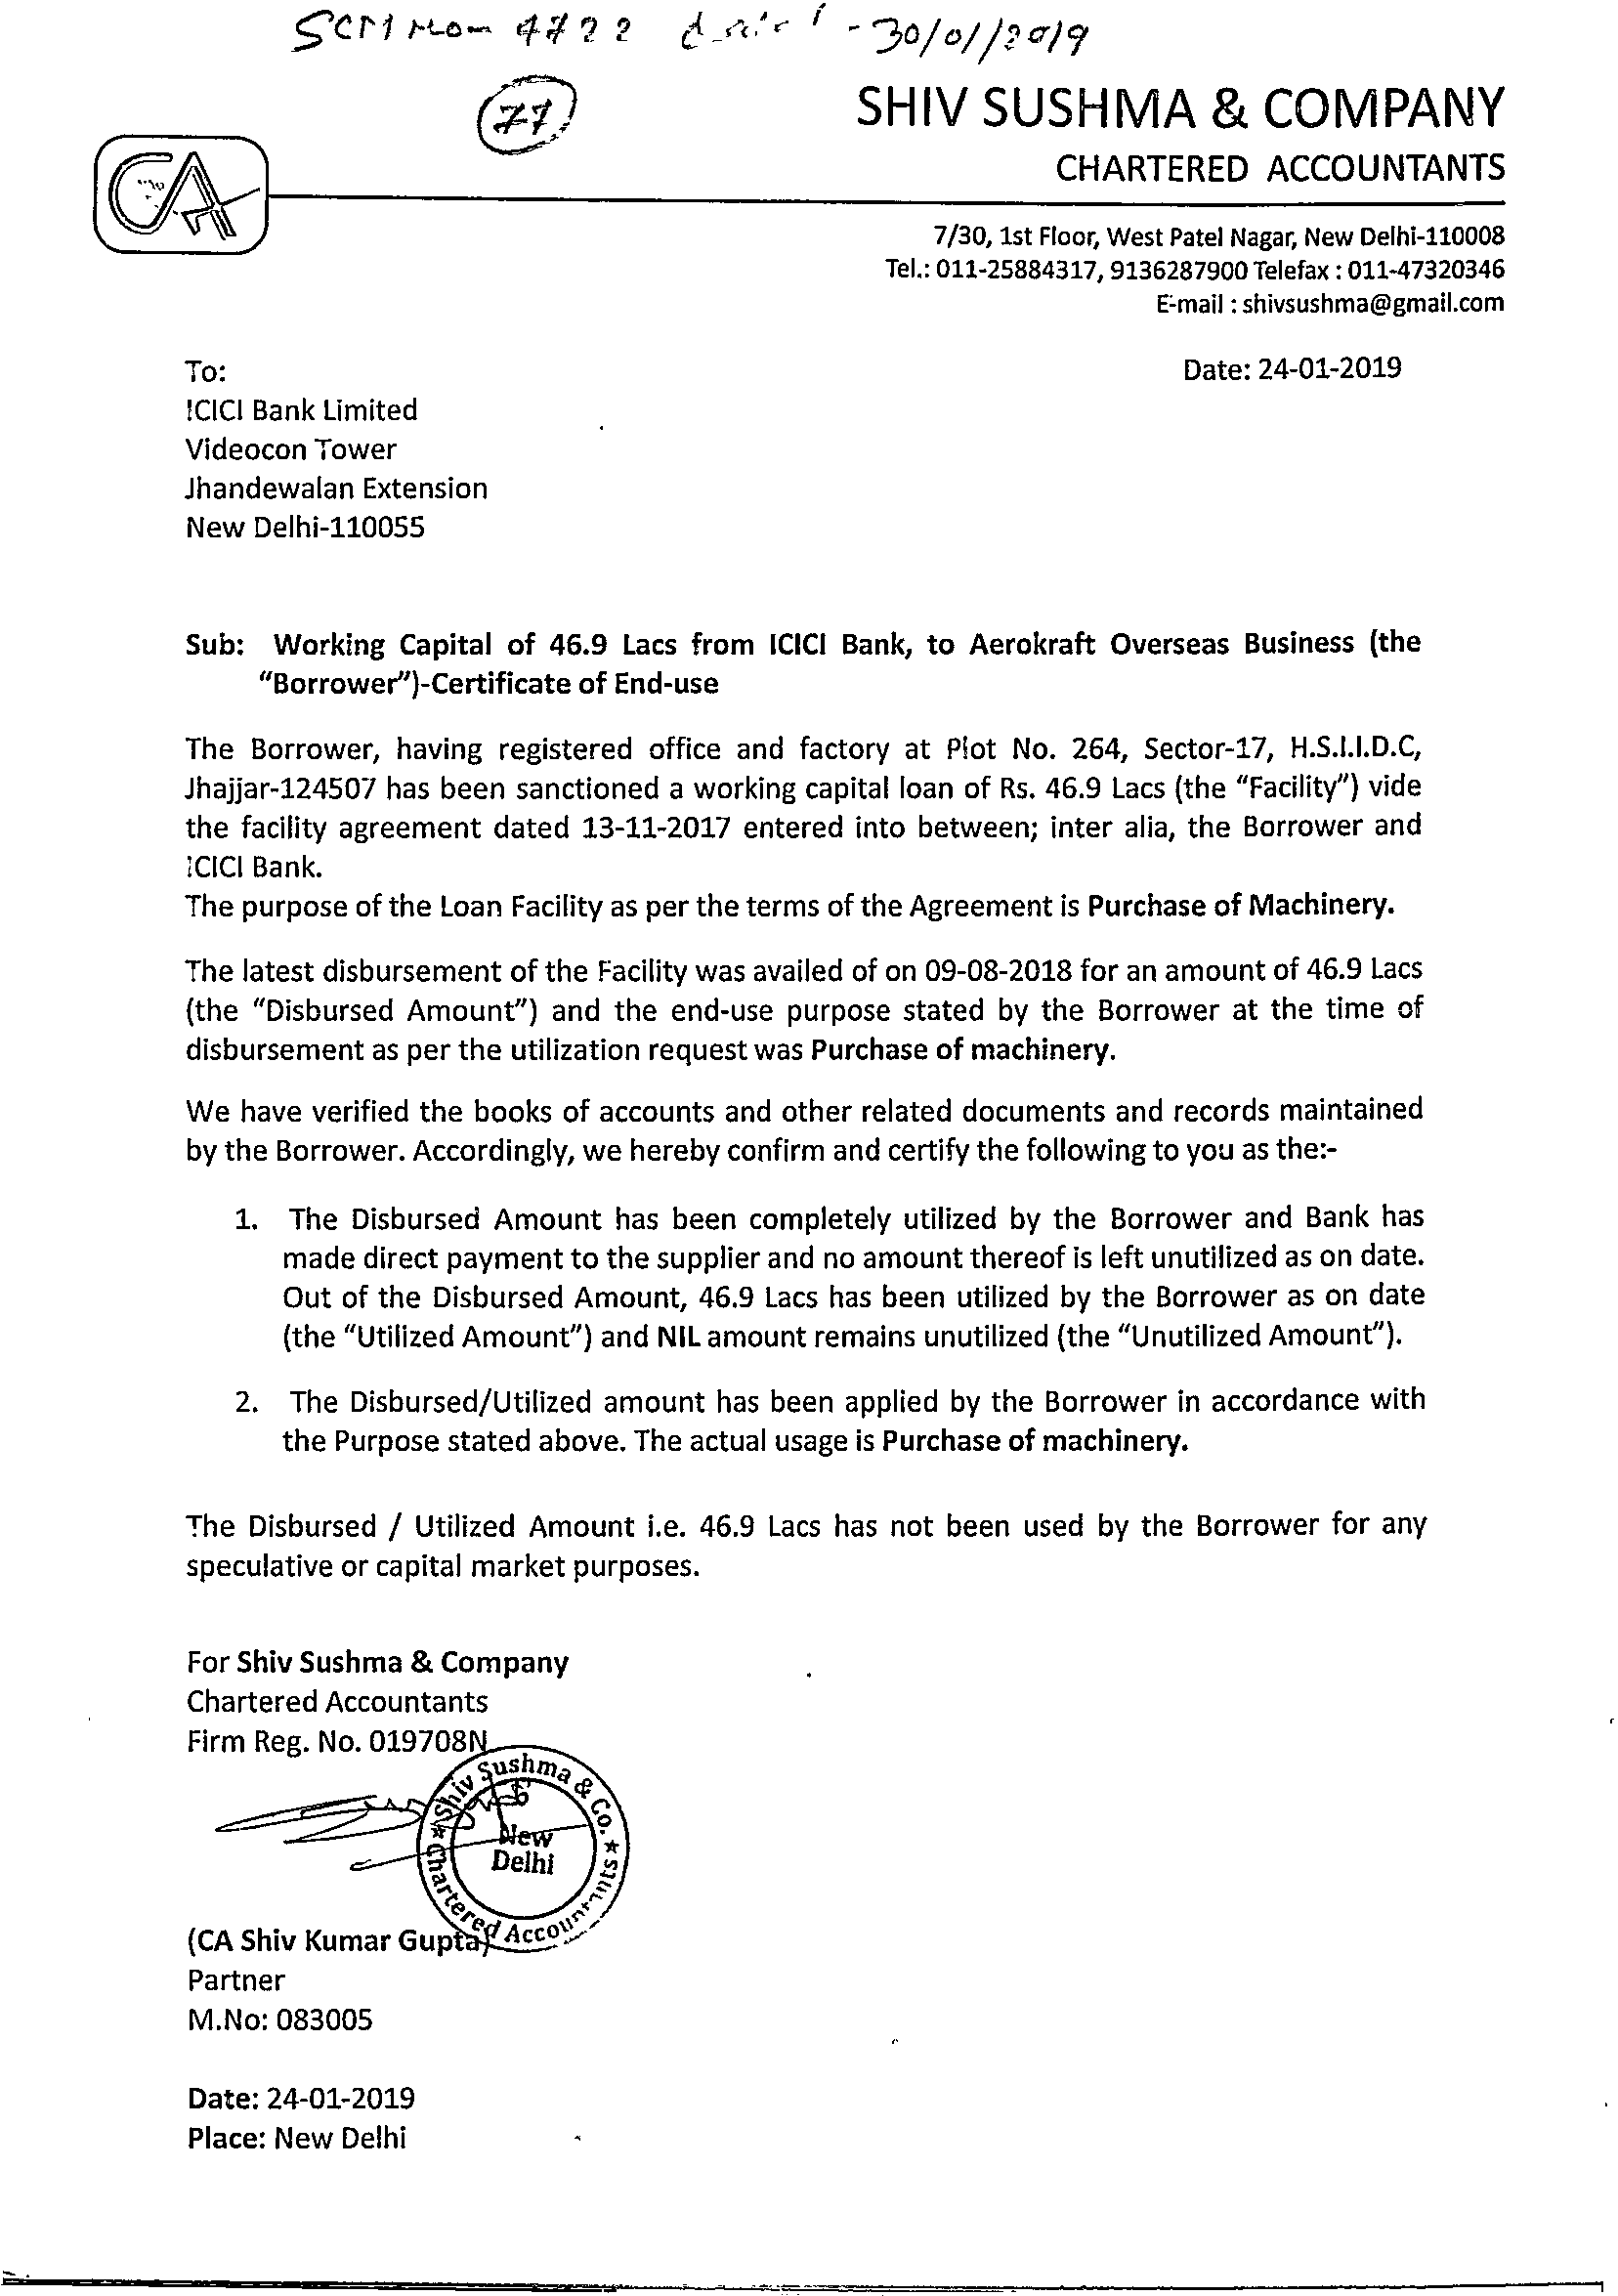 30/01/2019
77
SHIV SUSHMA & COMPANY
CHARTERED ACCOUNTANTS
CA
7/30, 1st Floor, West Patel Nagar, New Delhi-110008
Tel.: 011-25884317, 9136287900 Telefax : 011-47320346
E-mail : shivsushma@gmail.com
To:
Date: 24-01-2019
ICICI Bank Limited
Videocon Tower
Jhandewalan Extension
New Delhi-110055
Sub: Working Capital of 46.9 Lacs from ICICI Bank, to Aerokraft Overseas Business (the
"Borrower")-Certificate of End-use
The Borrower, having registered office and factory at Plot No. 264, Sector-17, H.S.I.I.D.C,
Jhajjar-124507 has been sanctioned a working capital loan of Rs. 46.9 Lacs (the "Facility") vide
the facility agreement dated 13-11-2017 entered into between; inter alia, the Borrower and
ICICI Bank.
The purpose of the Loan Facility as per the terms of the Agreement is Purchase of Machinery.
The latest disbursement of the Facility was availed of on 09-08-2018 for an amount of 46.9 Lacs
(the "Disbursed Amount") and the end-use purpose stated by the Borrower at the time of
disbursement as per the utilization request was Purchase of machinery.
We have verified the books of accounts and other related documents and records maintained
by the Borrower. Accordingly, we hereby confirm and certify the following to you as the:-
1. The Disbursed Amount has been completely utilized by the Borrower and Bank has
made direct payment to the supplier and no amount thereof is left unutilized as on date.
Out of the Disbursed Amount, 46.9 Lacs has been utilized by the Borrower as on date
(the "Utilized Amount") and NIL amount remains unutilized (the "Unutilized Amount").
2. The Disbursed/Utilized amount has been applied by the Borrower in accordance with
the Purpose stated above. The actual usage is Purchase of machinery.
The Disbursed / Utilized Amount i.e. 46.9 Lacs has not been used by the Borrower for any
speculative or capital market purposes.
For Shiv Sushma & Company
Chartered Accountants
Firm Reg. No. 019708N
Shiv Sushma & Co.
New
Delhi
Chartered Accountants
(CA Shiv Kumar Gupta)
Partner
M.No: 083005
Date: 24-01-2019
Place: New Delhi